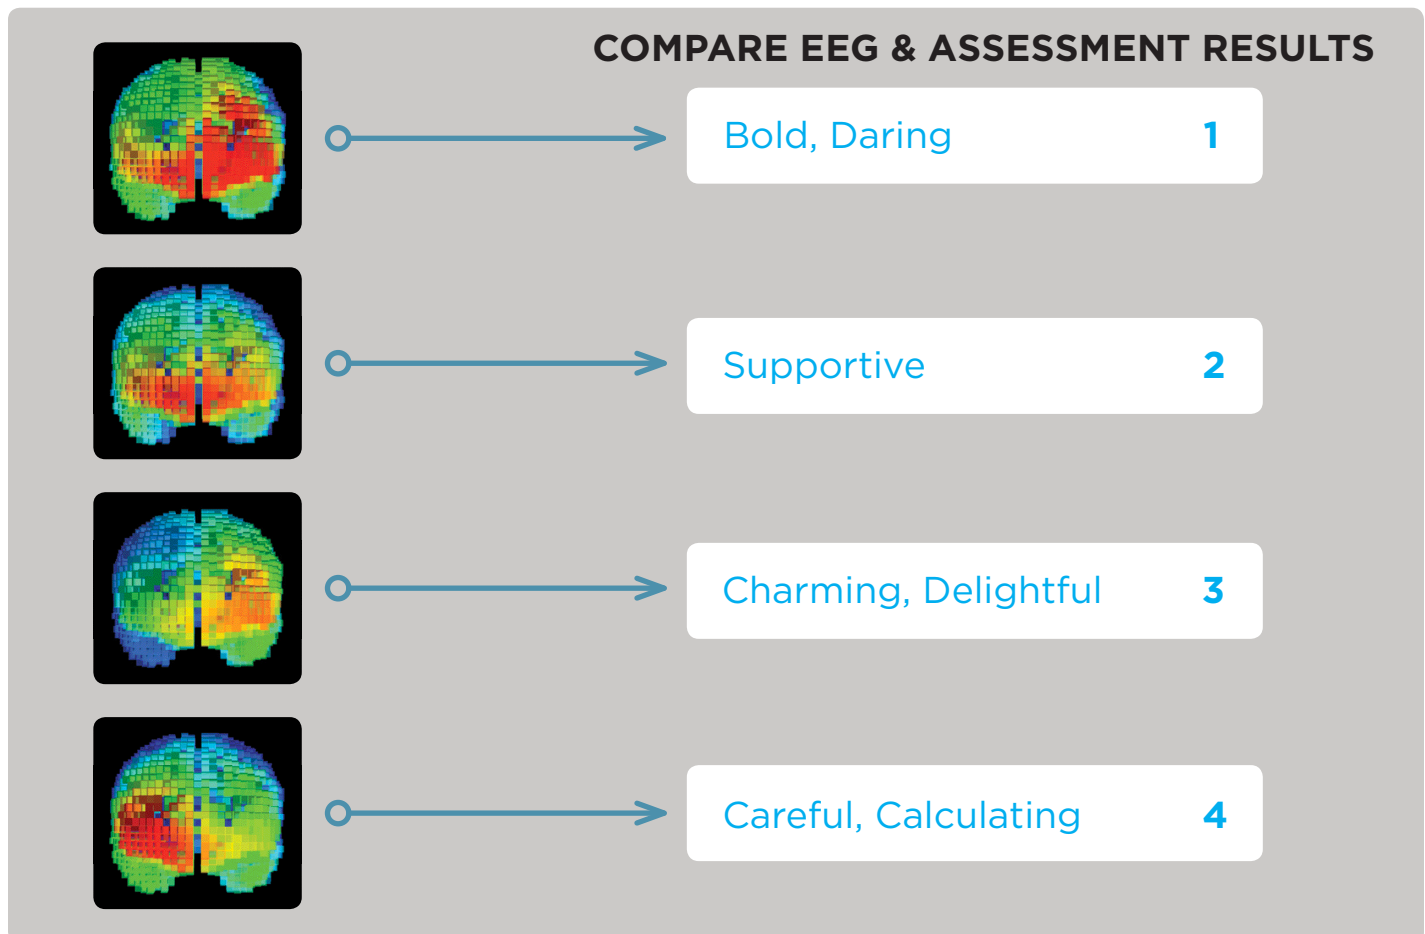 COMPARE EEG & ASSESSMENT RESULTS
Bold, Daring 1
Supportive 2
Charming, Delightful 3
Careful, Calculating 4